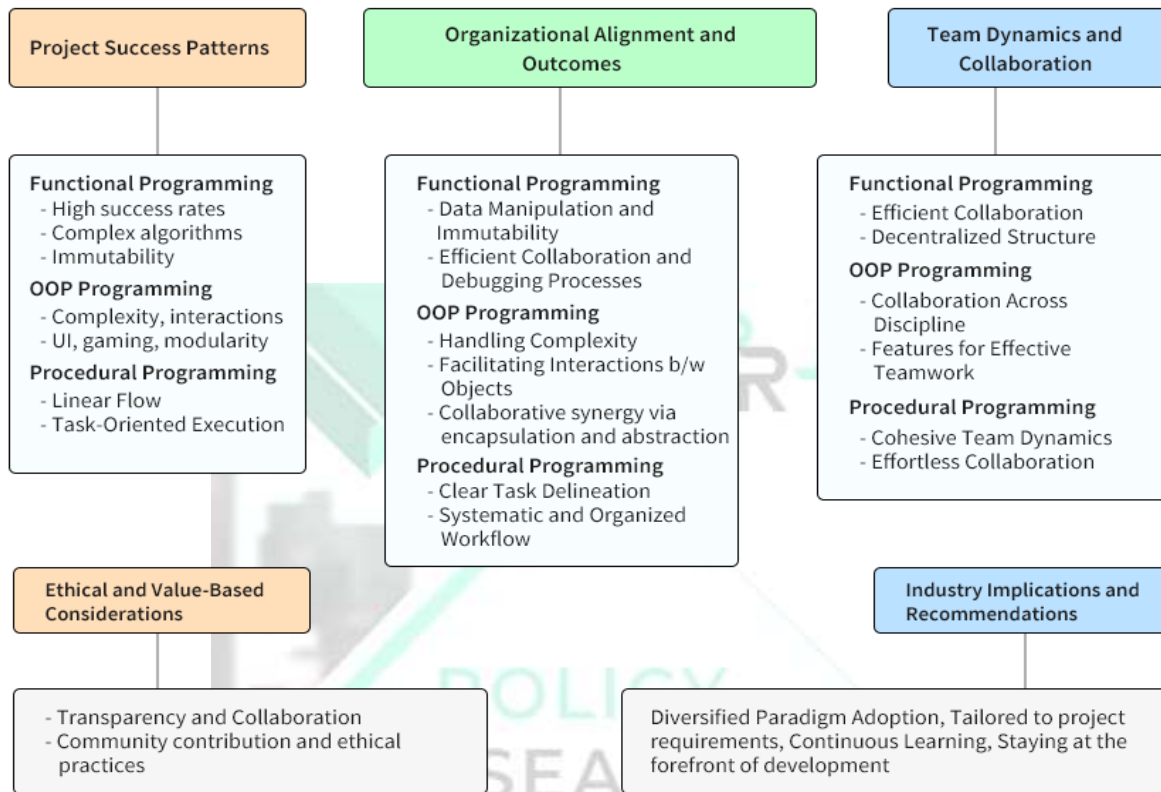 Project Success Patterns
Organizational Alignment and
Outcomes
Team Dynamics and
Collaboration
Functional Programming
- High success rates
- Complex algorithms
- Immutability
OOP Programming
- Complexity, interactions
- UI, gaming, modularity
Procedural Programming
- Linear Flow
- Task-Oriented Execution
Functional Programming
- Data Manipulation and
Immutability
- Efficient Collaboration and
Debugging Processes
OOP Programming
- Handling Complexity
- Facilitating Interactions b/w
Objects
- Collaborative synergy via
encapsulation and abstraction
Procedural Programming
- Clear Task Delineation
- Systematic and Organized
Workflow
Functional Programming
- Efficient Collaboration
- Decentralized Structure
OOP Programming
- Collaboration Across
Discipline
- Features for Effective
Teamwork
Procedural Programming
- Cohesive Team Dynamics
- Effortless Collaboration
Ethical and Value-Based
Considerations
Industry Implications and
Recommendations
- Transparency and Collaboration
- Community contribution and ethical
practices
Diversified Paradigm Adoption, Tailored to project
requirements, Continuous Learning, Staying at the
forefront of development
POLICY